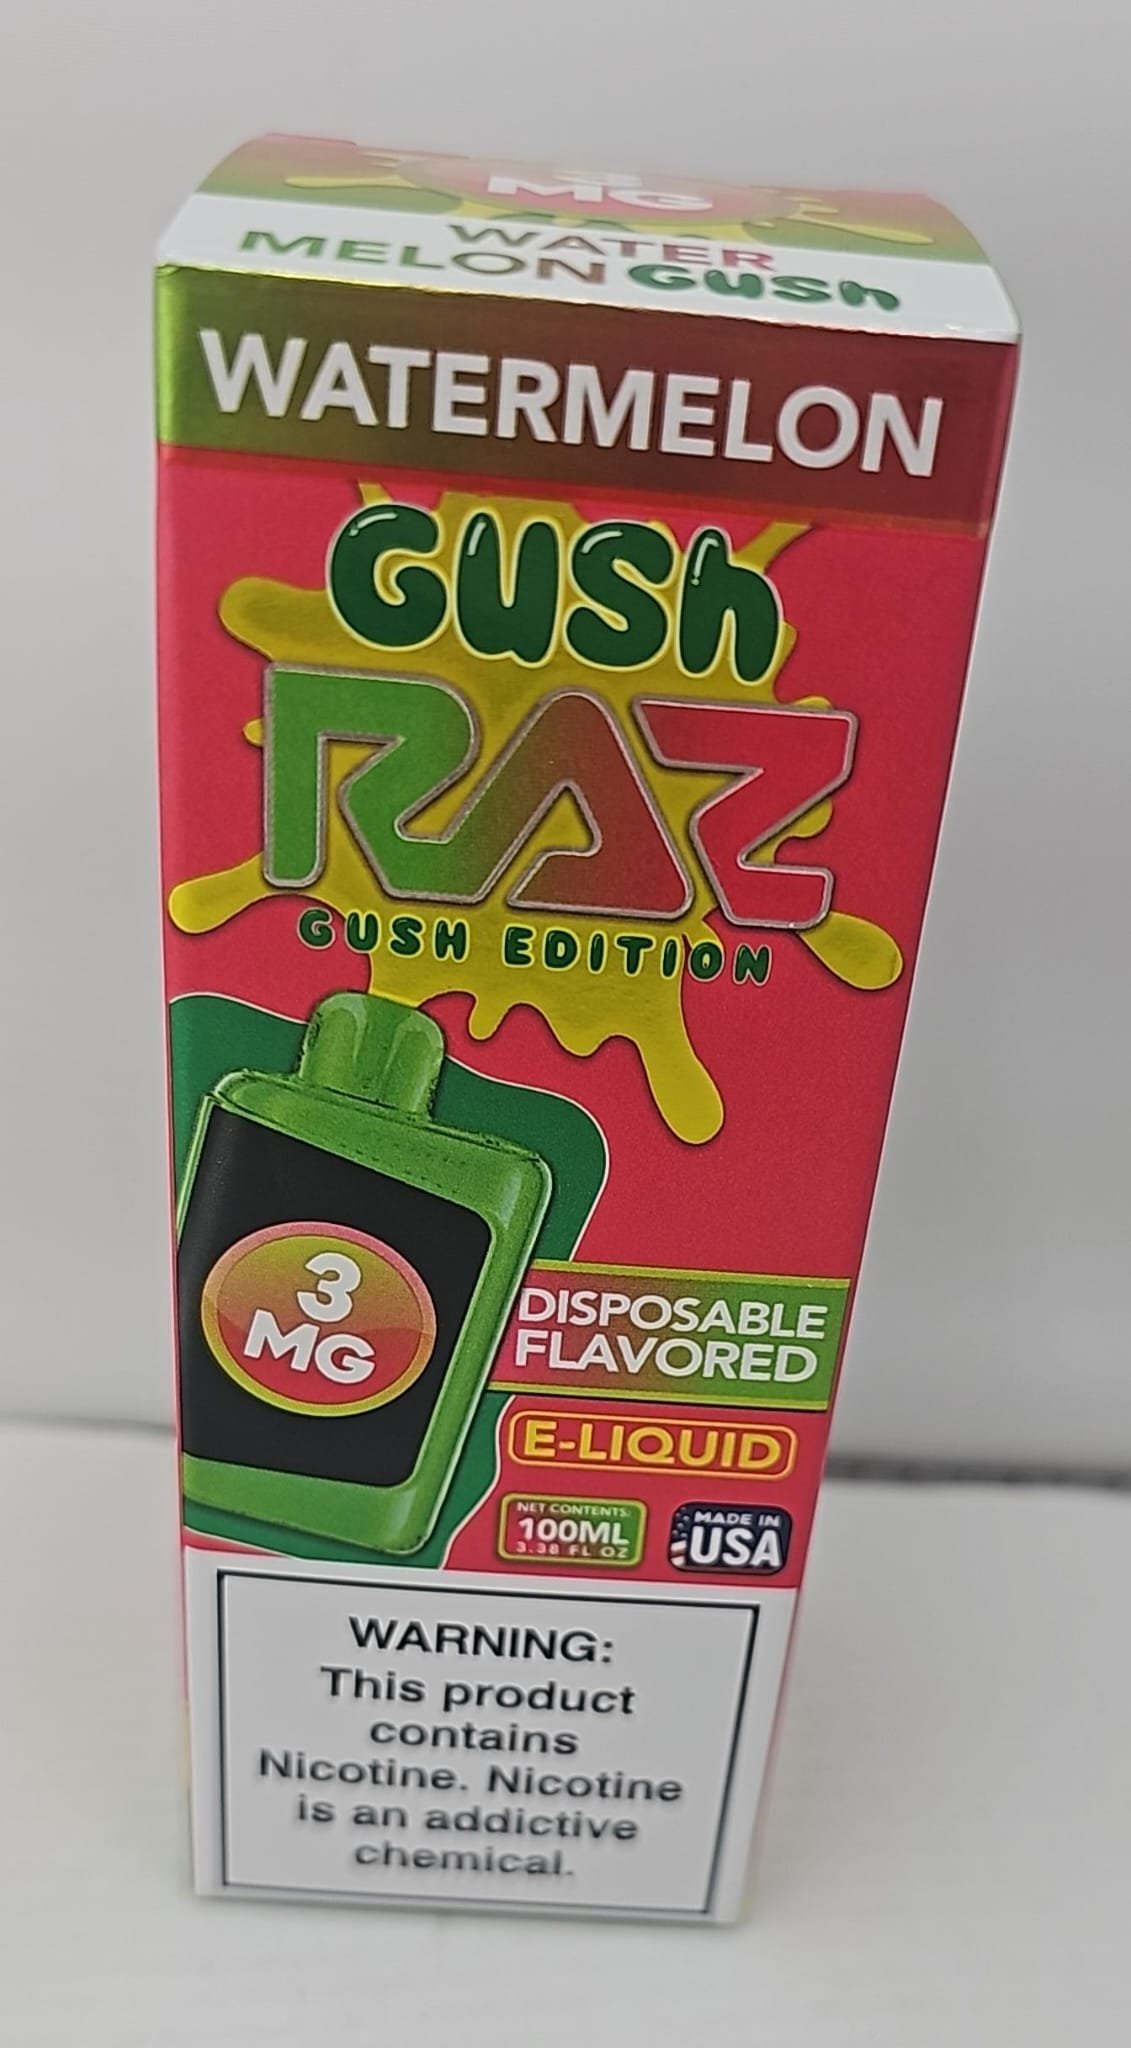 3
MG
WATER
MELON GUSH
WATERMELON
GUSH
RAZ
GUSH EDITION
3
MG
DISPOSABLE
FLAVORED
E-LIQUID
NET CONTENTS:
100ML
3.38 FL OZ
MADE IN
USA
WARNING:
This product
contains
Nicotine. Nicotine
is an addictive
chemical.